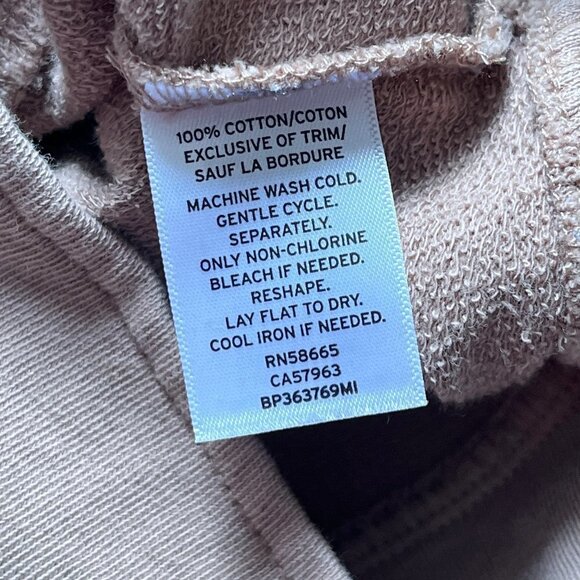 100% COTTON/COTON
EXCLUSIVE OF TRIM/
SAUF LA BORDURE
MACHINE WASH COLD.
GENTLE CYCLE.
SEPARATELY.
ONLY NON-CHLORINE
BLEACH IF NEEDED.
RESHAPE.
LAY FLAT TO DRY.
COOL IRON IF NEEDED.
RN58665
CA57963
BP363769MI